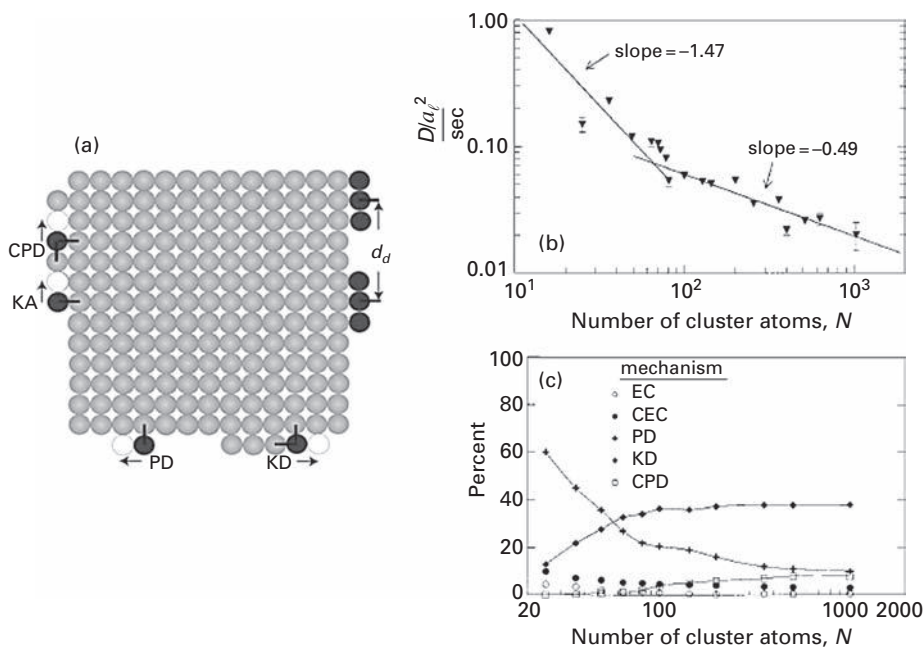 (a)
CPD
KA
PD
KD
d_d
1.00
0.10
0.01
D/a_ℓ^2
sec
slope = –1.47
slope = –0.49
(b)
10^1
10^2
10^3
Number of cluster atoms, N
100
80
60
40
20
0
Percent
(c)
mechanism
EC
CEC
PD
KD
CPD
20
100
1000
2000
Number of cluster atoms, N